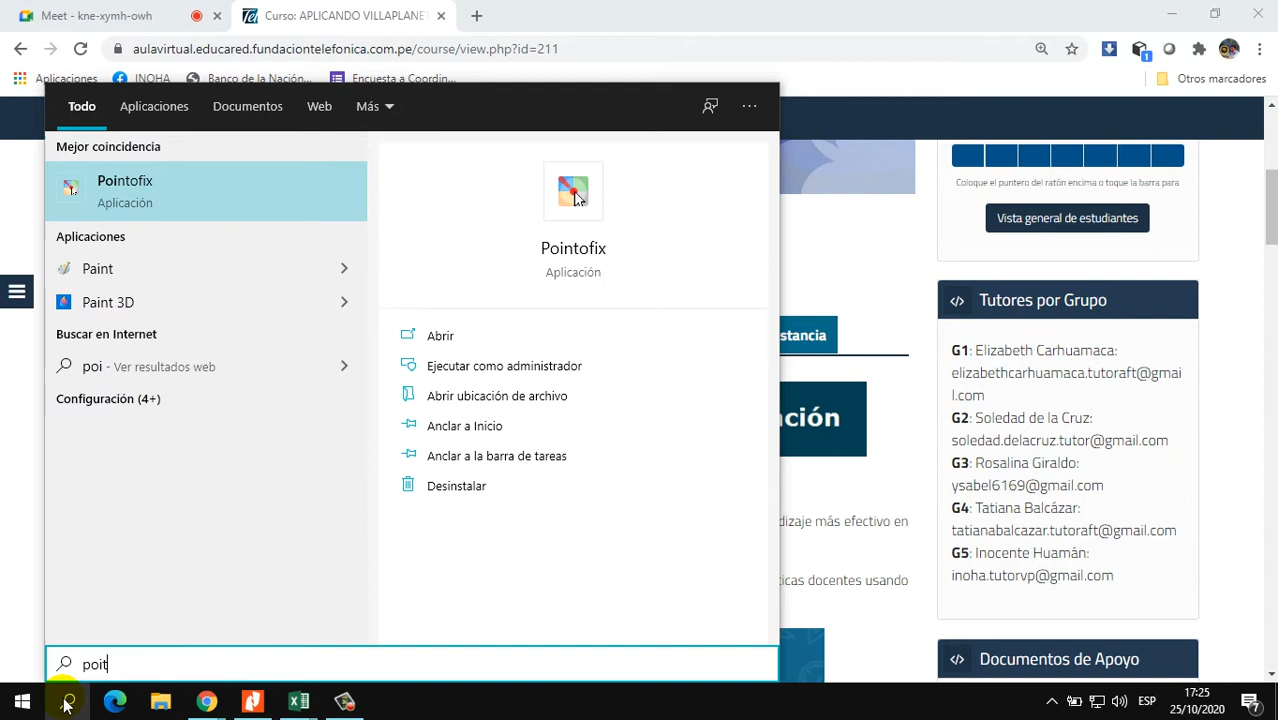 Meet - kne-xymh-owh
Curso: APLICANDO VILLAPLANET
aulavirtual.educared.fundaciontelefonica.com.pe/course/view.php?id=211
Aplicaciones
INOHA
Banco de la Nación...
Encuesta a Coordin...
Otros marcadores
Todo
Aplicaciones
Documentos
Web
Más
Mejor coincidencia
Pointofix
Aplicación
Aplicaciones
Paint
Paint 3D
Buscar en Internet
poi - Ver resultados web
Configuración (4+)
Pointofix
Aplicación
Abrir
Ejecutar como administrador
Abrir ubicación de archivo
Anclar a Inicio
Anclar a la barra de tareas
Desinstalar
poit
stancia
ción
dizaje más efectivo en
icas docentes usando
Coloque el puntero del ratón encima o toque la barra para
Vista general de estudiantes
Tutores por Grupo
G1: Elizabeth Carhuamaca:
elizabethcarhuamaca.tutoraft@gmai
l.com
G2: Soledad de la Cruz:
soledad.delacruz.tutor@gmail.com
G3: Rosalina Giraldo:
ysabel6169@gmail.com
G4: Tatiana Balcázar:
tatianabalcazar.tutoraft@gmail.com
G5: Inocente Huamán:
inoha.tutorvp@gmail.com
Documentos de Apoyo
ESP
17:25
25/10/2020
7